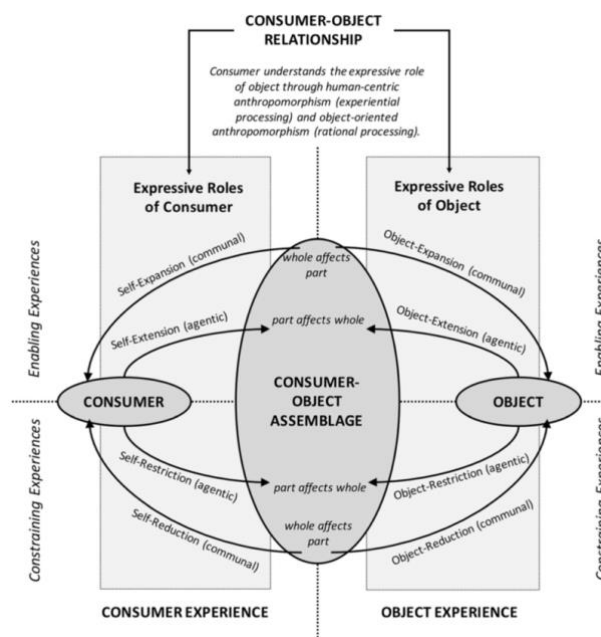 CONSUMER-OBJECT
RELATIONSHIP
Consumer understands the expressive role
of object through human-centric
anthropomorphism (experiential
processing) and object-oriented
anthropomorphism (rational processing).
Expressive Roles
of Consumer
Expressive Roles
of Object
Enabling Experiences
Self-Expansion (communal)
whole affects
part
Object-Expansion (communal)
Enabling Experiences
Self-Extension (agentic)
part affects whole
Object-Extension (agentic)
CONSUMER
CONSUMER-
OBJECT
ASSEMBLAGE
OBJECT
Constraining Experiences
Self-Restriction (agentic)
part affects whole
Object-Restriction (agentic)
Constraining Experiences
Self-Reduction (communal)
whole affects
part
Object-Reduction (communal)
CONSUMER EXPERIENCE
OBJECT EXPERIENCE